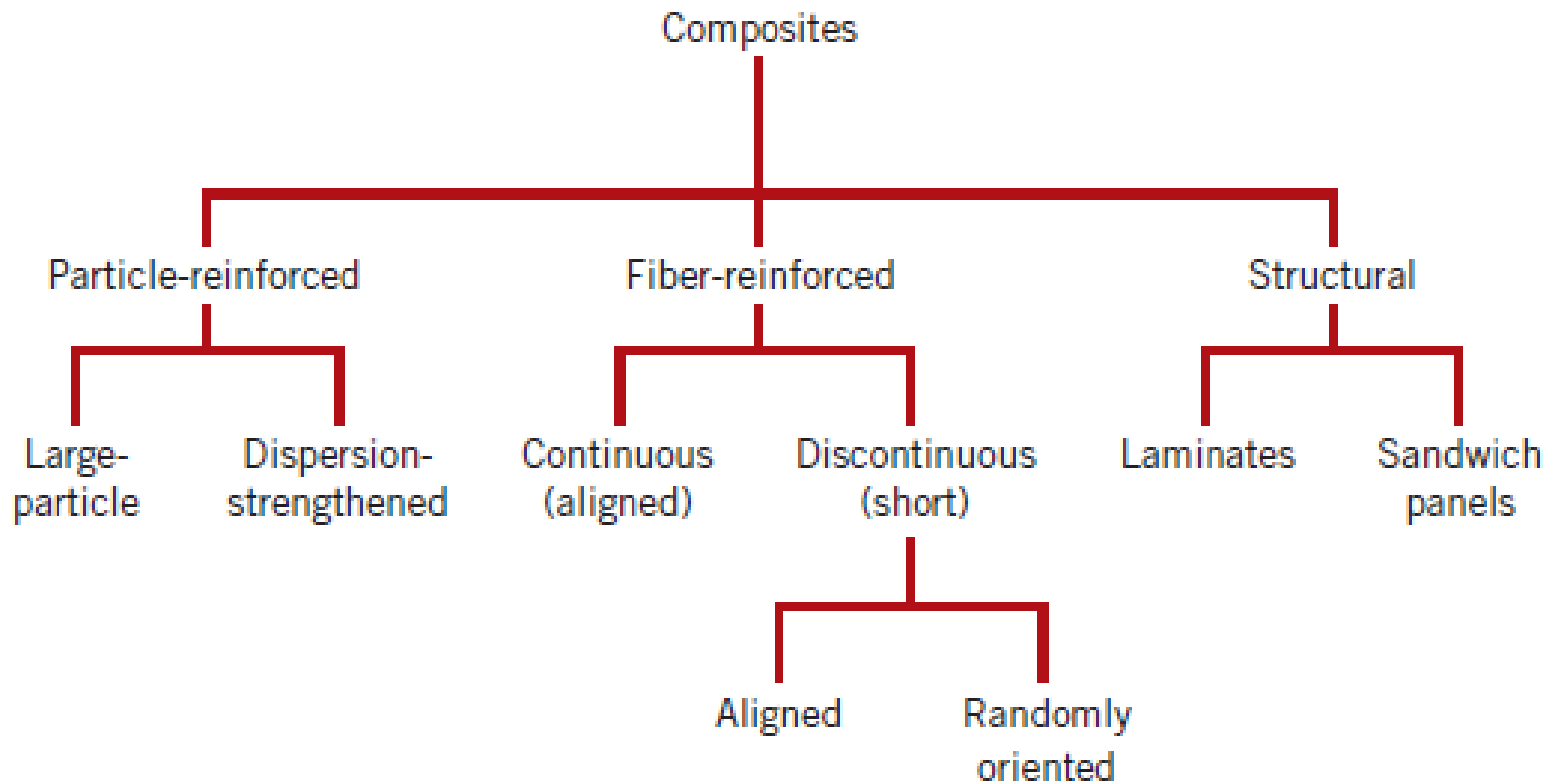 Composites
Particle-reinforced
Fiber-reinforced
Structural
Large-
particle
Dispersion-
strengthened
Continuous
(aligned)
Discontinuous
(short)
Laminates
Sandwich
panels
Aligned
Randomly
oriented